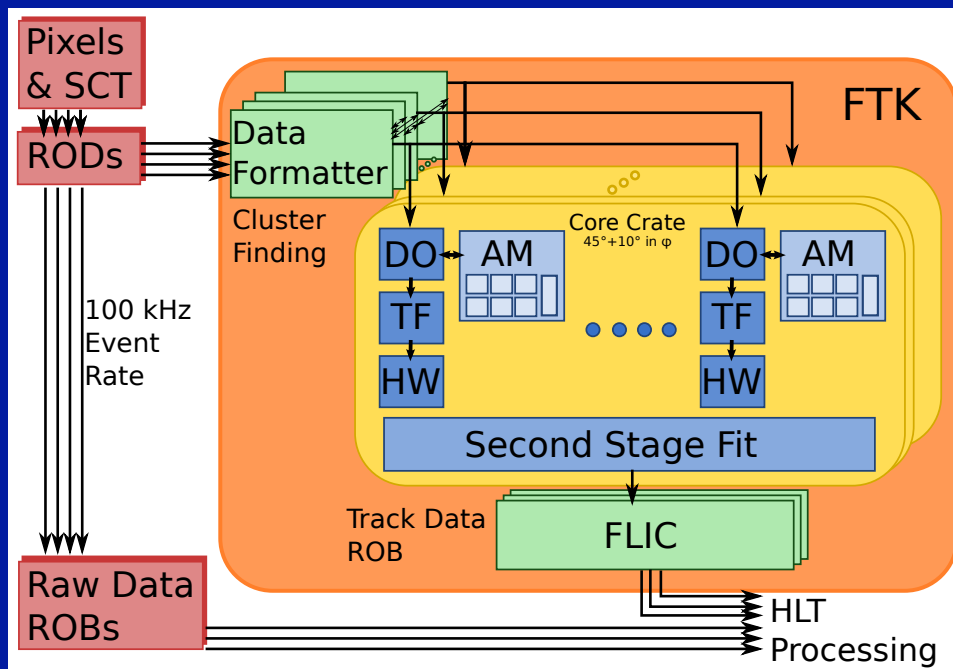 Pixels
& SCT
RODs
Data
Formatter
FTK
Cluster
Finding
Core Crate
45°+10° in φ
DO
AM
TF
HW
DO
AM
TF
HW
100 kHz
Event
Rate
Second Stage Fit
Track Data
ROB
FLIC
Raw Data
ROBs
HLT
Processing